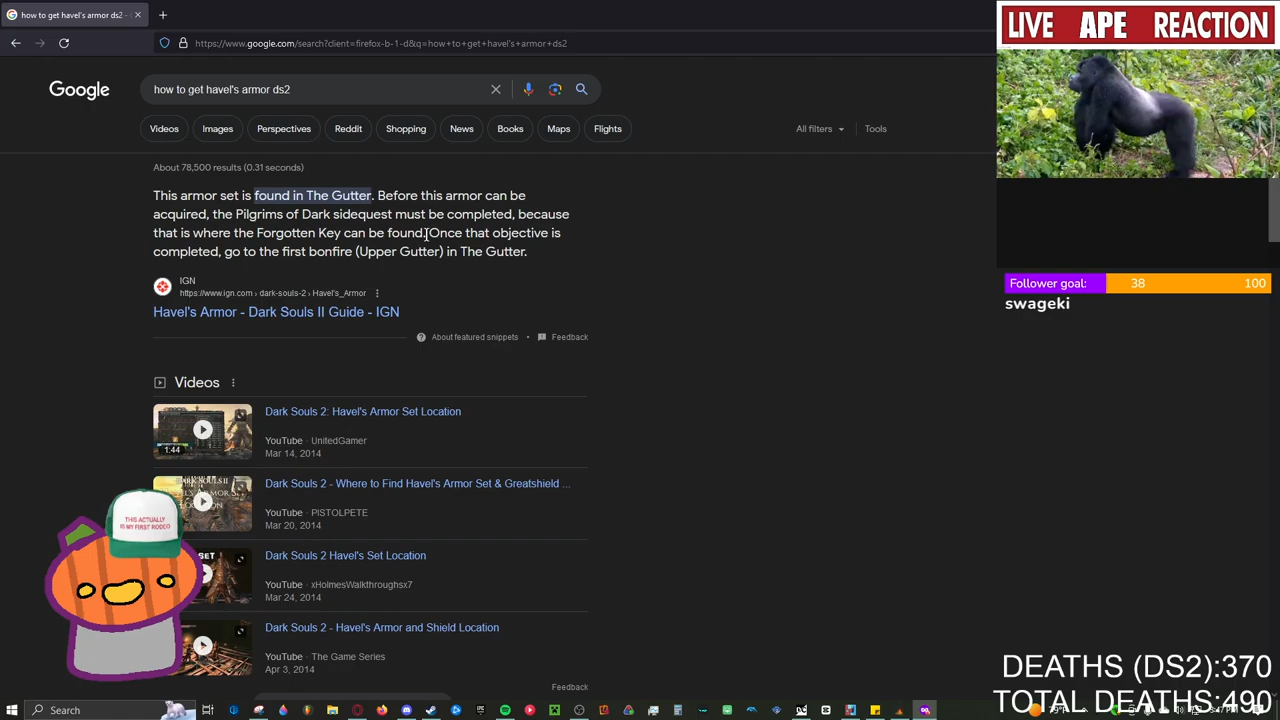 how to get havel's armor ds2 -
https://www.google.com
d&q=how+to+get+havel's+armor+ds2
LIVE APE REACTION
Google
how to get havel's armor ds2
Videos
Images
Perspectives
Reddit
Shopping
News
Books
Maps
Flights
All filters
Tools
About 78,500 results (0.31 seconds)
This armor set is found in The Gutter. Before this armor can be
acquired, the Pilgrims of Dark sidequest must be completed, because
that is where the Forgotten Key can be found. Once that objective is
completed, go to the first bonfire (Upper Gutter) in The Gutter.
IGN
https://www.ign.com › dark-souls-2 › Havel's_Ar...
Havel's Armor - Dark Souls II Guide - IGN
About featured snippets
•
Feedback
Follower goal:
38
100
swageki
Videos
Dark Souls 2: Havel's Armor Set Location
YouTube · UnitedGamer
Mar 14, 2014
1:44
Dark Souls 2 - Where to Find Havel's Armor Set & Greatshield ...
YouTube · PISTOLPETE
Mar 20, 2014
Dark Souls 2 Havel's Set Location
YouTube · xHolmesWalkthroughsx7
Mar 24, 2014
SET
Dark Souls 2 - Havel's Armor and Shield Location
YouTube · The Game Series
Apr 3, 2014
Feedback
THIS ACTUALLY
IS MY FIRST RODEO
DEATHS (DS2):370
TOTAL DEATHS:490
Search